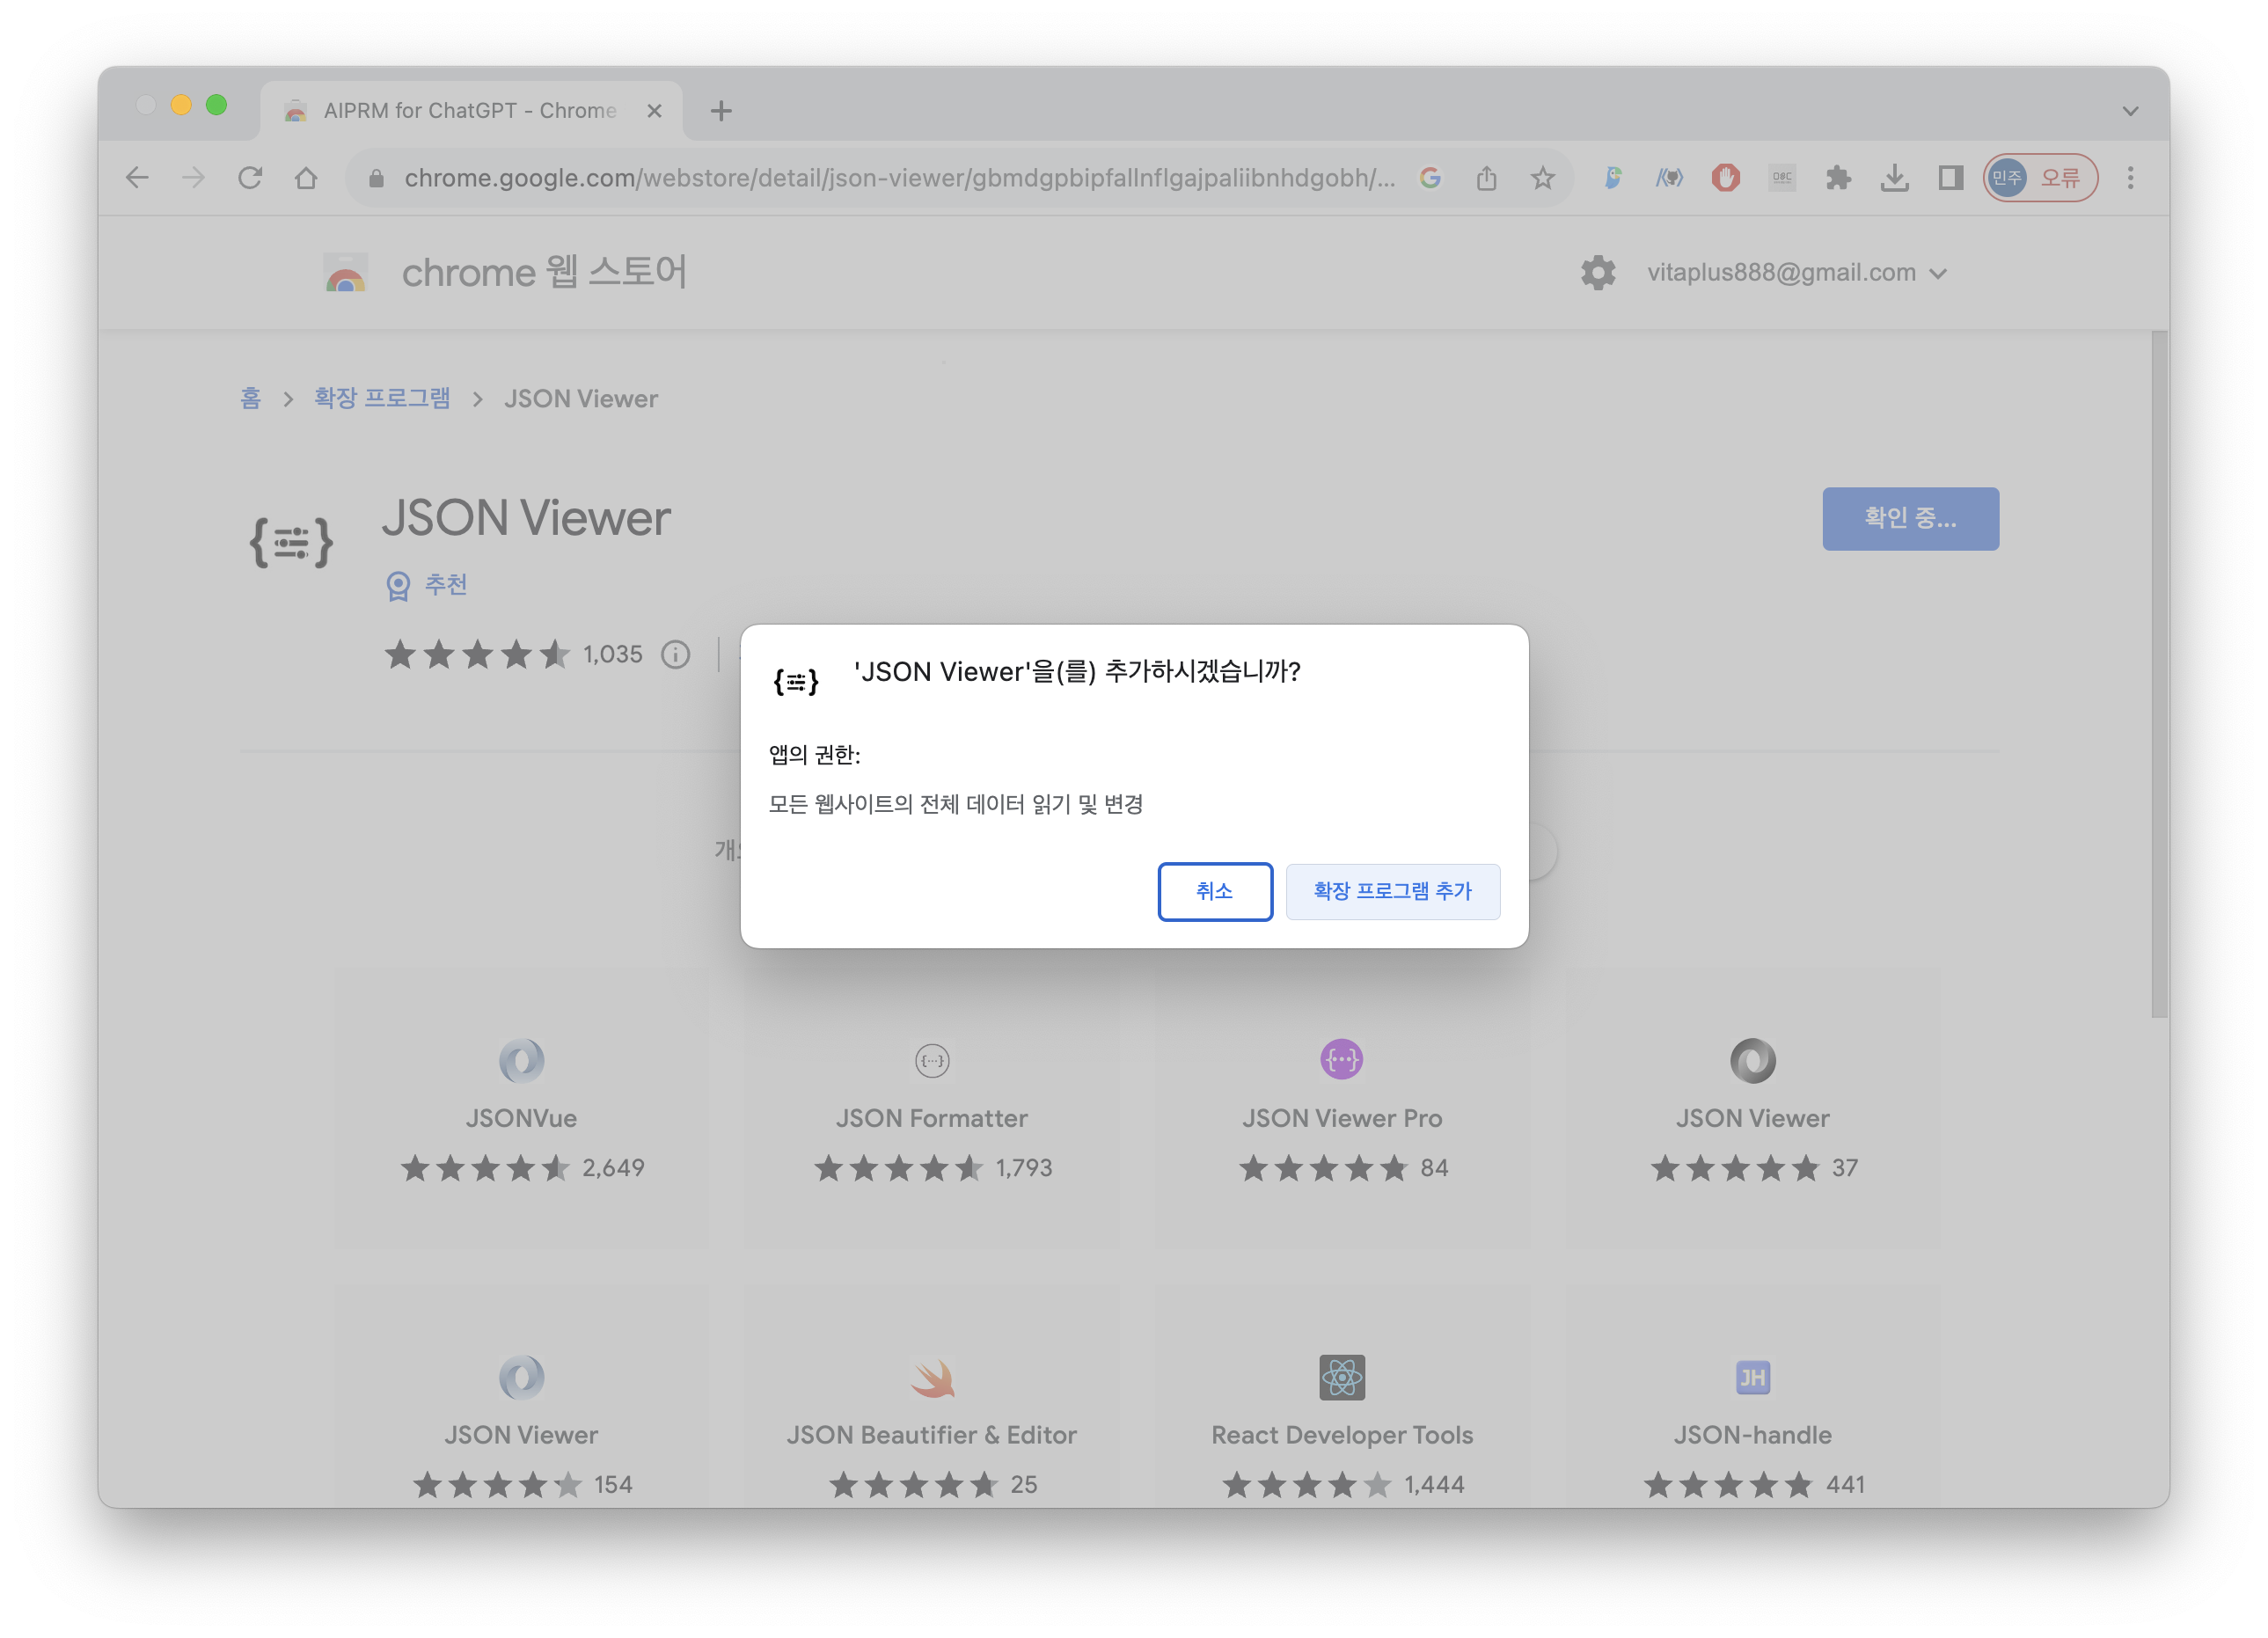 AIPRM for ChatGPT - Chrome
chrome.google.com/webstore/detail/json-viewer/gbmdgpbipfallnflgajpaliibnhdgobh/...
민주 오류
chrome 웹 스토어
vitaplus888@gmail.com
홈 > 확장 프로그램 > JSON Viewer
JSON Viewer
확인 중...
추천
1,035
'JSON Viewer'을(를) 추가하시겠습니까?
앱의 권한:
모든 웹사이트의 전체 데이터 읽기 및 변경
취소
확장 프로그램 추가
JSONVue
2,649
JSON Formatter
1,793
JSON Viewer Pro
84
JSON Viewer
37
JSON Viewer
154
JSON Beautifier & Editor
25
React Developer Tools
1,444
JH
JSON-handle
441